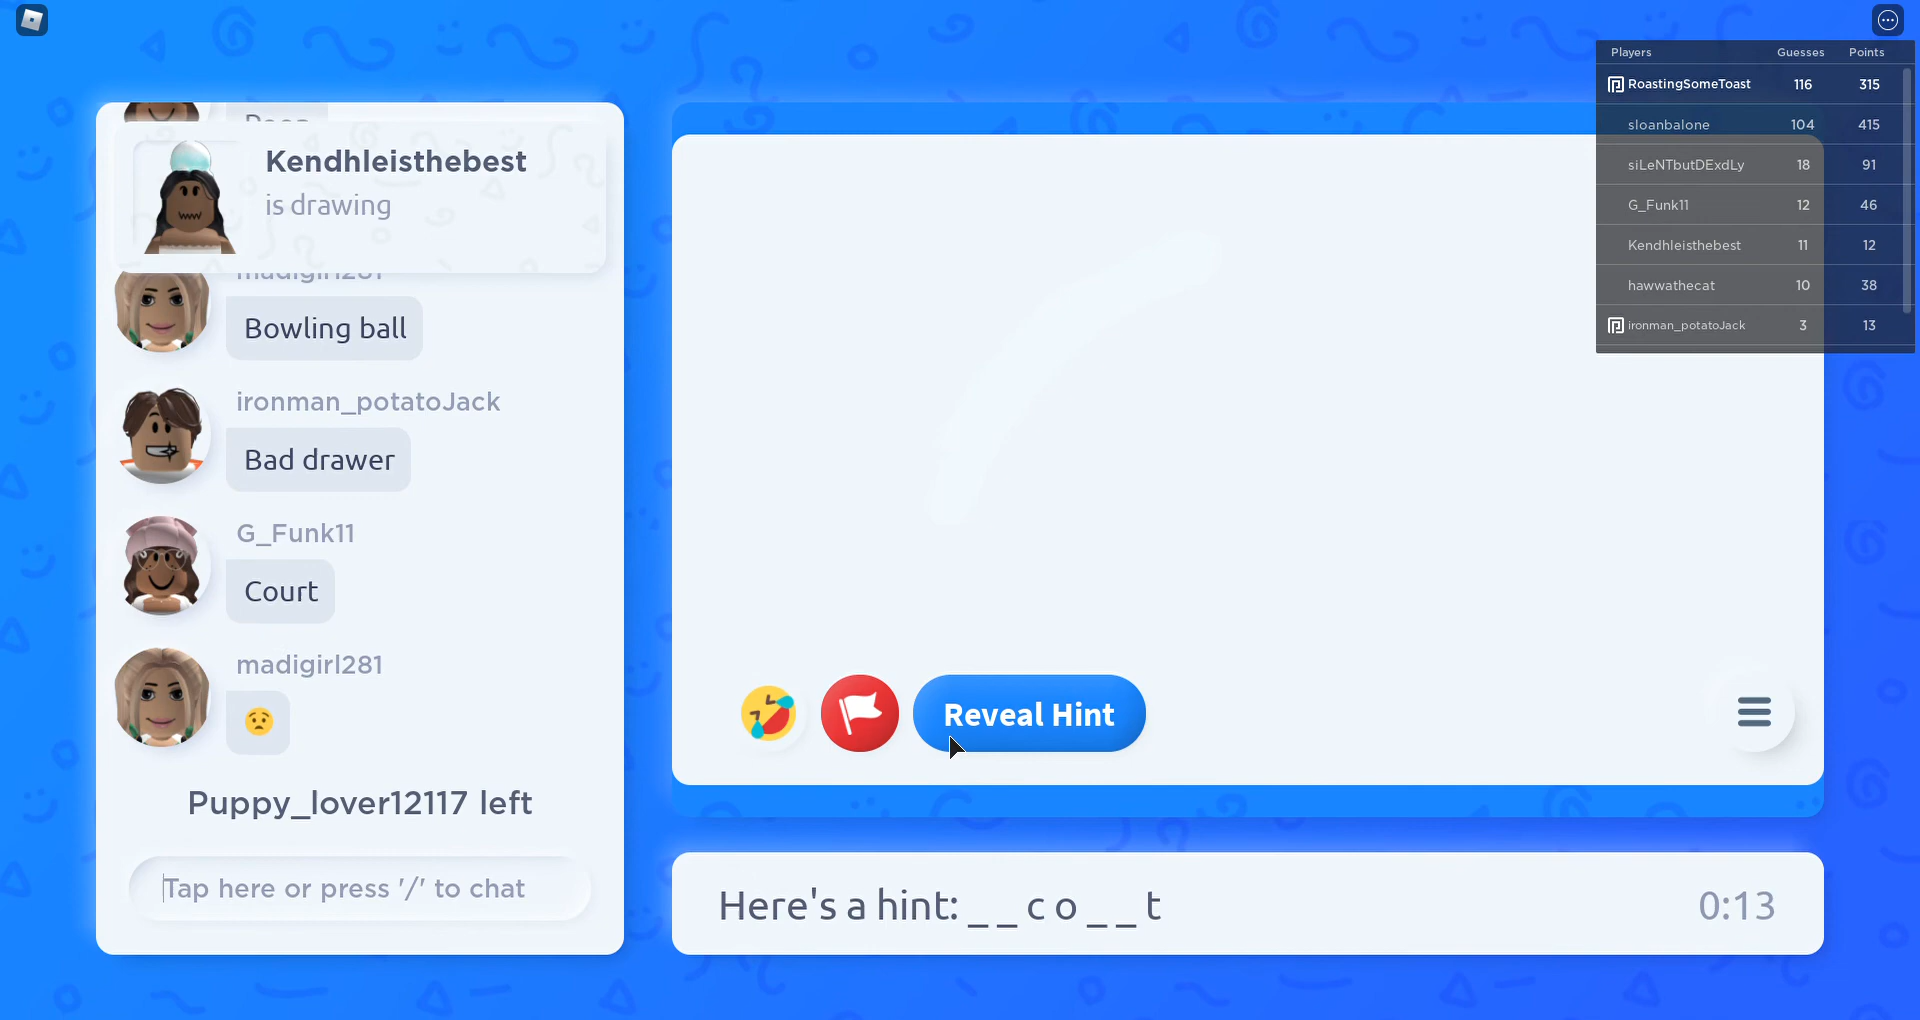 Players Guesses Points
RoastingSomeToast 116 315
sloanbalone 104 415
siLeNTbutDExdLy 18 91
G_Funk11 12 46
Kendhleisthebest 11 12
hawwathecat 10 38
ironman_potatoJack 3 13
Kendhleisthebest
is drawing
madigirl281
Bowling ball
ironman_potatoJack
Bad drawer
G_Funk11
Court
madigirl281
😟
Puppy_lover12117 left
Tap here or press '/' to chat
Reveal Hint
Here's a hint: _ _ c o _ _ t
0:13